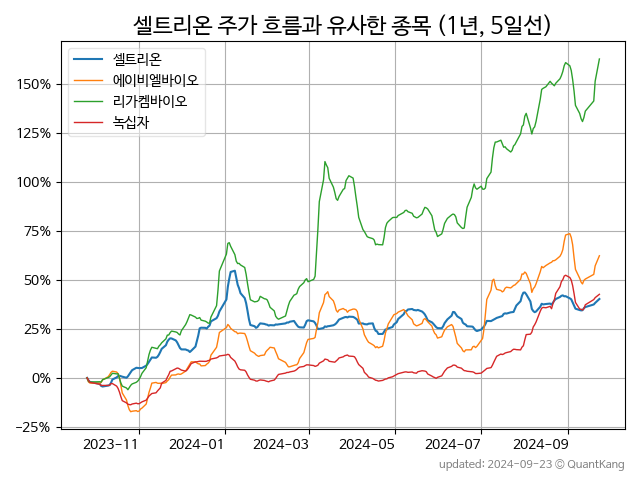 셀트리온 주가 흐름과 유사한 종목 (1년, 5일선)
셀트리온
에이비엘바이오
리가켐바이오
녹십자
150%
125%
100%
75%
50%
25%
0%
−25%
2023-11 2024-01 2024-03 2024-05 2024-07 2024-09
updated: 2024-09-23 © QuantKang